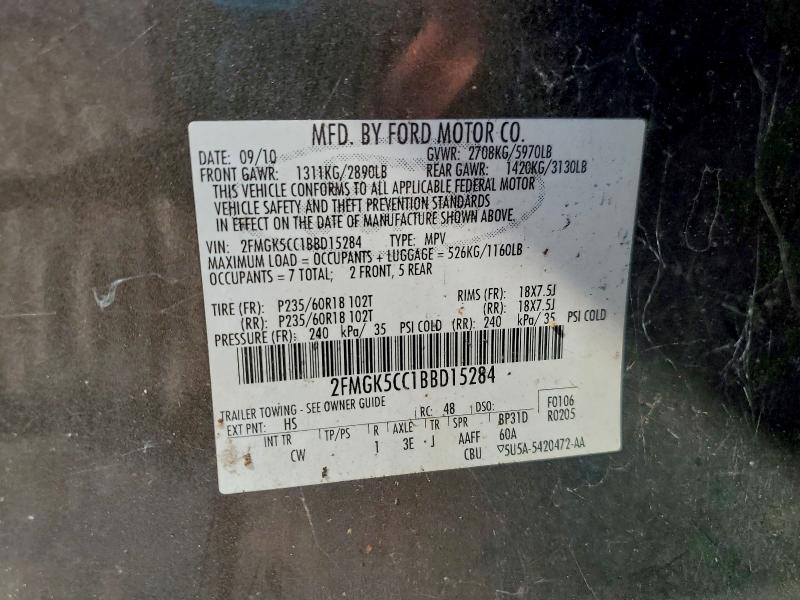 MFD. BY FORD MOTOR CO.
DATE: 09/10 GVWR: 2708KG/5970LB
FRONT GAWR: 1311KG/2890LB REAR GAWR: 1420KG/3130LB
THIS VEHICLE CONFORMS TO ALL APPLICABLE FEDERAL MOTOR
VEHICLE SAFETY AND THEFT PREVENTION STANDARDS
IN EFFECT ON THE DATE OF MANUFACTURE SHOWN ABOVE.
VIN: 2FMGK5CC1BBD15284 TYPE: MPV
MAXIMUM LOAD = OCCUPANTS + LUGGAGE = 526KG/1160LB
OCCUPANTS = 7 TOTAL; 2 FRONT, 5 REAR
TIRE (FR): P235/60R18 102T RIMS (FR): 18X7.5J
(RR): P235/60R18 102T (RR): 18X7.5J
PRESSURE (FR): 240 kPa/ 35 PSI COLD (RR): 240 kPa/ 35 PSI COLD
2FMGK5CC1BBD15284
TRAILER TOWING - SEE OWNER GUIDE F0106
EXT PNT: HS RC: 48 DSO: R0205
INT TR TP/PS R AXLE TR SPR BP31D
CW 1 3E J AAFF 60A
CBU ▽5U5A-5420472-AA